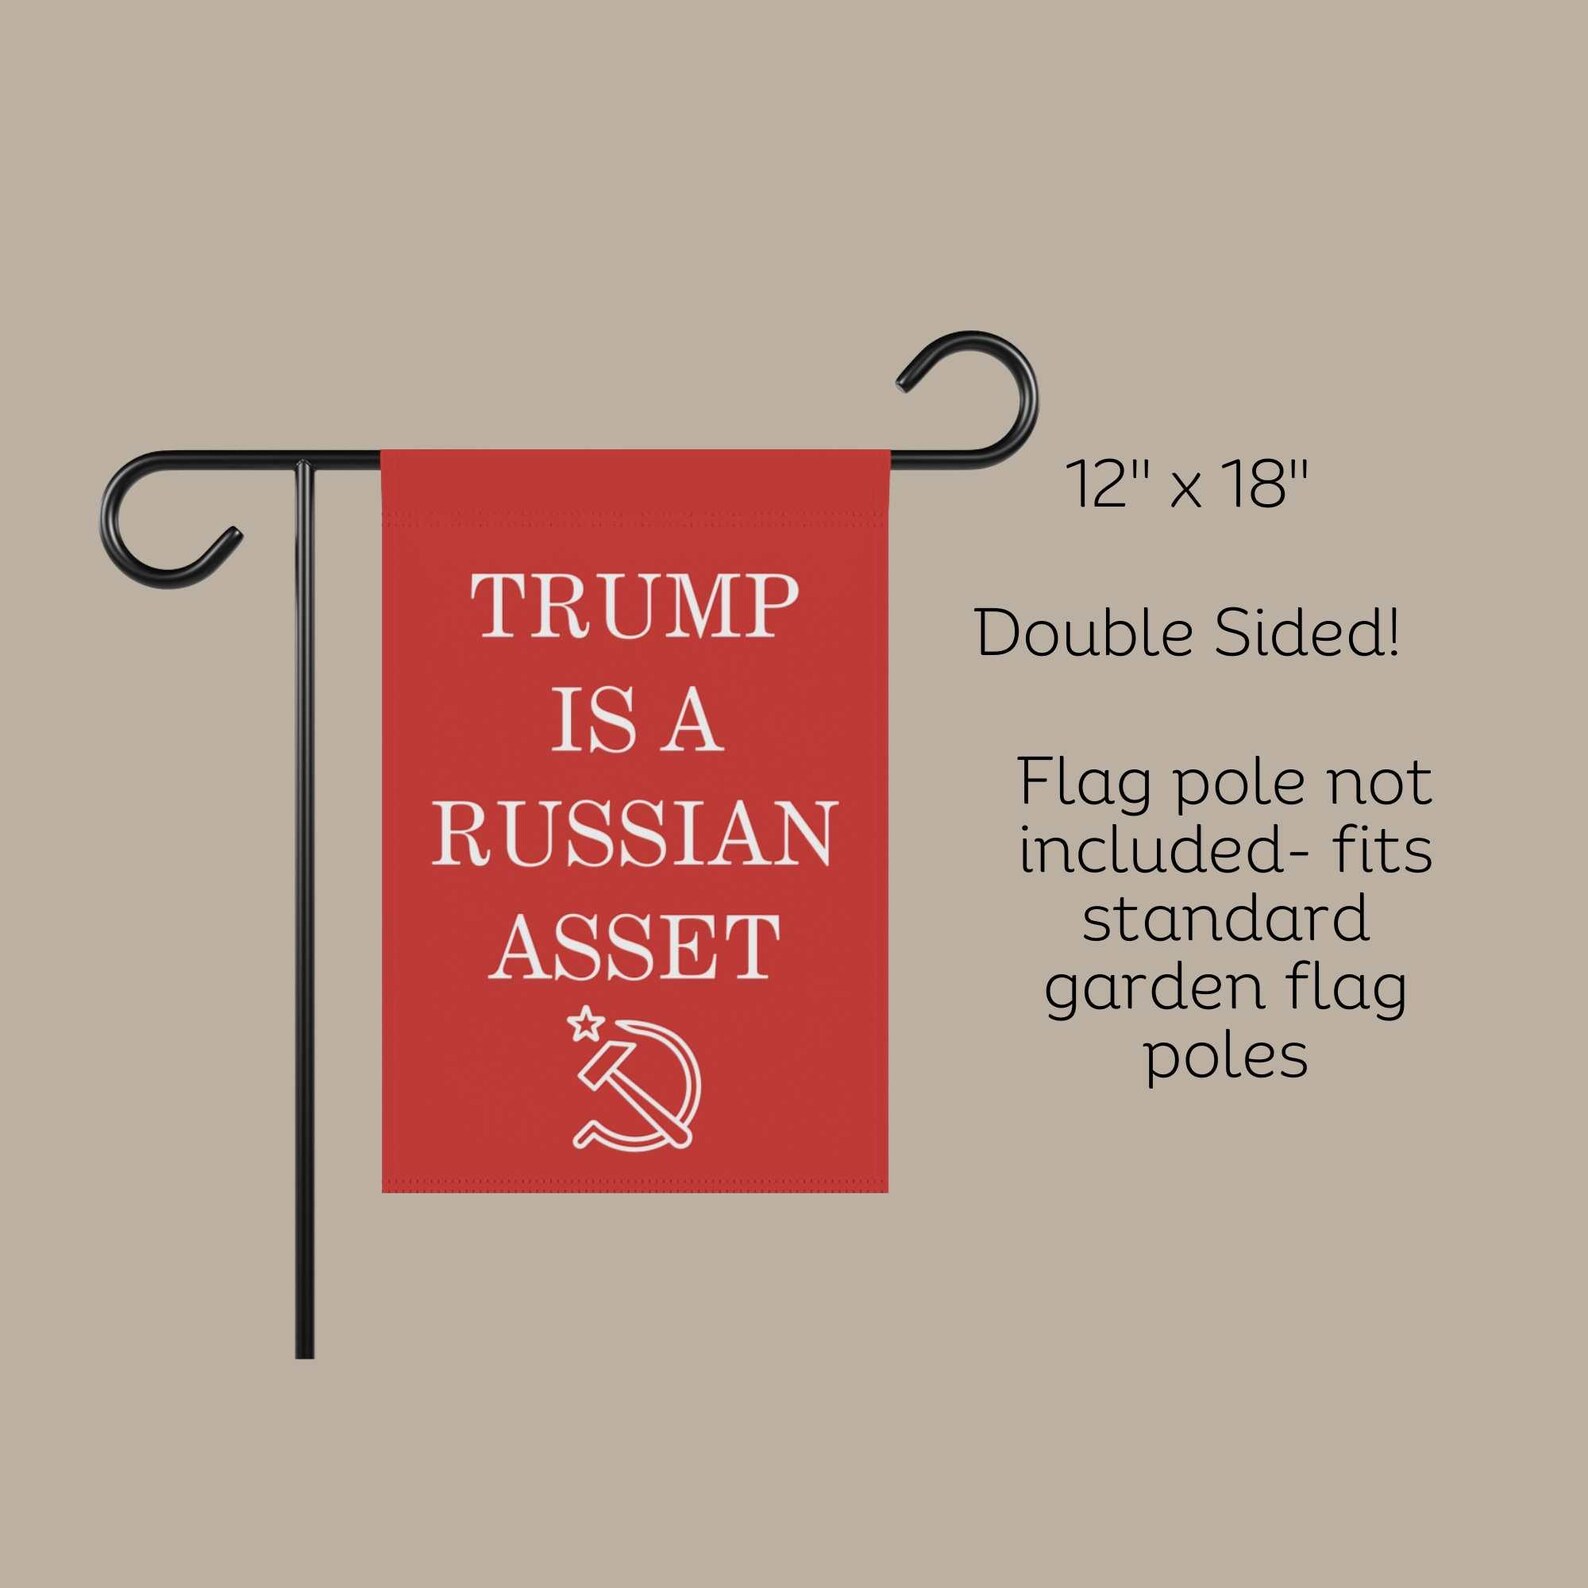 TRUMP
IS A
RUSSIAN
ASSET
12" x 18"
Double Sided!
Flag pole not
included- fits
standard
garden flag
poles